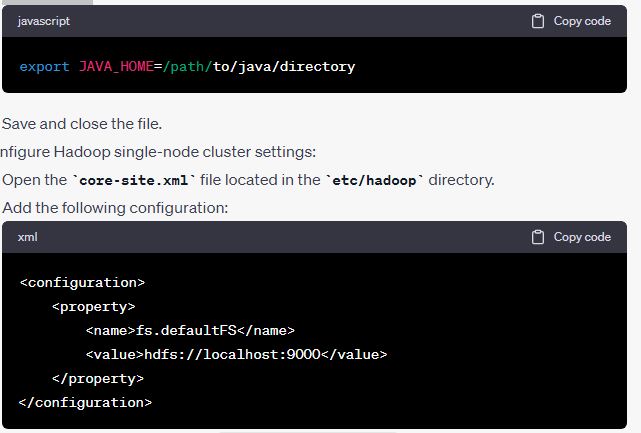 javascript Copy code
export JAVA_HOME=/path/to/java/directory
Save and close the file.
nfigure Hadoop single-node cluster settings:
Open the `core-site.xml` file located in the `etc/hadoop` directory.
Add the following configuration:
xml Copy code
<configuration>
    <property>
        <name>fs.defaultFS</name>
        <value>hdfs://localhost:9000</value>
    </property>
</configuration>